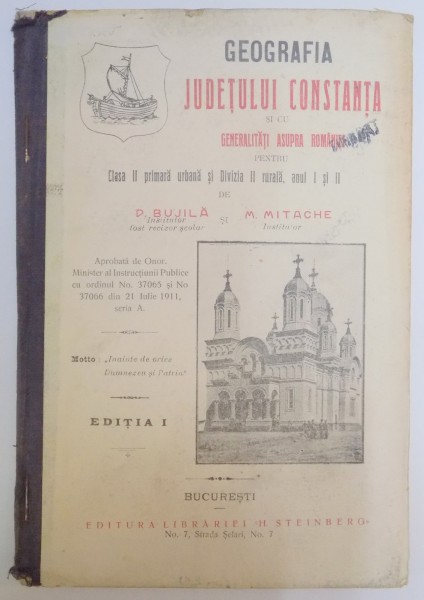 GEOGRAFIA
JUDEȚULUI CONSTANȚA
ȘI CU
GENERALITĂȚI ASUPRA ROMÂNIEI
PENTRU
Clasa II primară urbană și Divizia II rurală, anul I și II
DE
P. BUJILĂ ȘI M. MITACHE
Institutor Institutor
fost revizor școlar
Aprobată de Onor.
Minister al Instrucțiunii Publice
cu ordinul No. 37065 și No
37066 din 21 Iulie 1911,
seria A.
Motto: „Înainte de orice
Dumnezeu și Patria"
EDIȚIA I
BUCUREȘTI
EDITURA LIBRĂRIEI „H. STEINBERG"
No. 7, Strada Șelari, No. 7